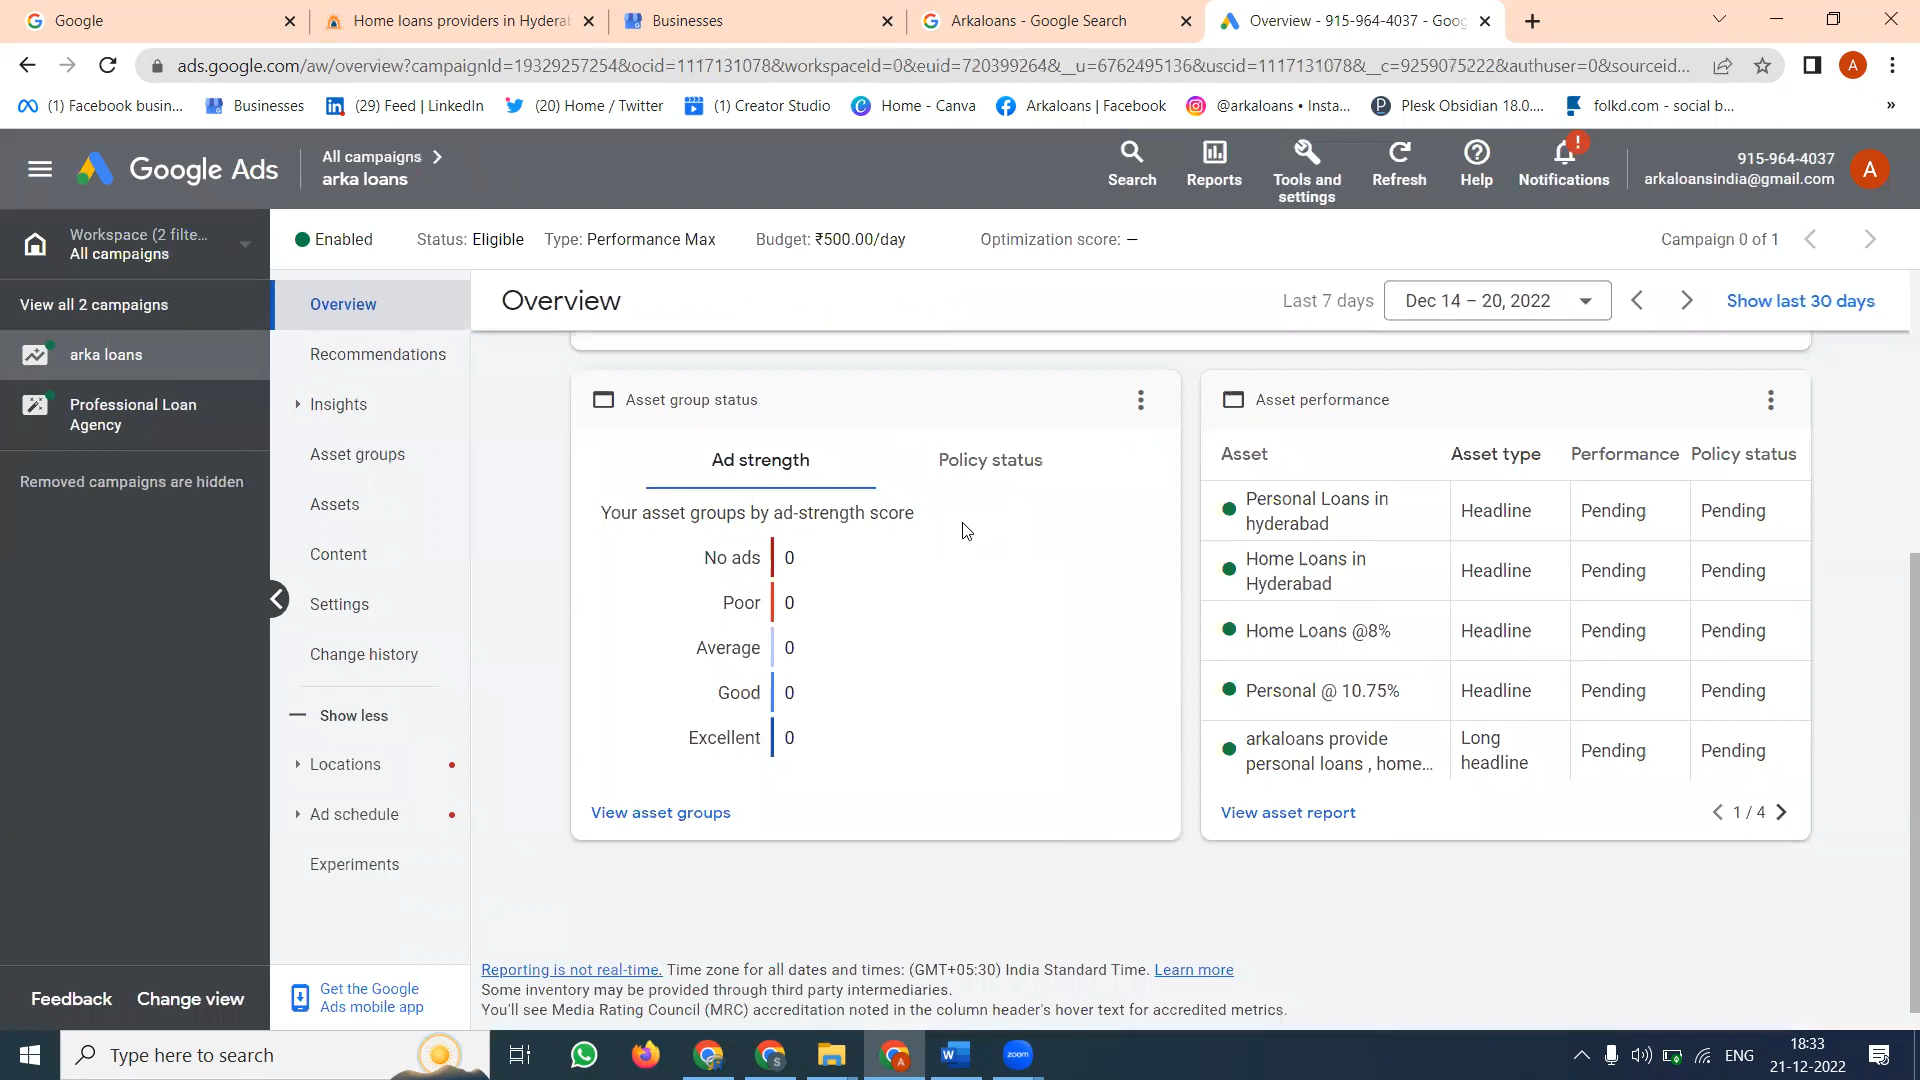 Google
Home loans providers in Hyderab
Businesses
Arkaloans - Google Search
Overview - 915-964-4037 - Goog
ads.google.com/aw/overview?campaignId=19329257254&ocid=1117131078&workspaceId=0&euid=720399264&__u=6762495136&uscid=1117131078&__c=9259075222&authuser=0&sourceid...
A
(1) Facebook busin...
Businesses
(29) Feed | LinkedIn
(20) Home / Twitter
(1) Creator Studio
Home - Canva
Arkaloans | Facebook
@arkaloans • Insta...
Plesk Obsidian 18.0....
folkd.com - social b...
»
Google Ads
All campaigns
arka loans
Search
Reports
Tools and
settings
Refresh
Help
!
Notifications
915-964-4037
arkaloansindia@gmail.com
A
Workspace (2 filte...
All campaigns
View all 2 campaigns
arka loans
Professional Loan
Agency
Removed campaigns are hidden
Feedback
Change view
Enabled
Status: Eligible
Type: Performance Max
Budget: ₹500.00/day
Optimization score: —
Campaign 0 of 1
Overview
Recommendations
Insights
Asset groups
Assets
Content
Settings
Change history
Show less
Locations
Ad schedule
Experiments
Get the Google
Ads mobile app
Overview
Last 7 days
Dec 14 – 20, 2022
Show last 30 days
Asset group status
Ad strength
Policy status
Your asset groups by ad-strength score
No ads 0
Poor 0
Average 0
Good 0
Excellent 0
View asset groups
Asset performance
Asset Asset type Performance Policy status
Personal Loans in
hyderabad
Headline Pending Pending
Home Loans in
Hyderabad
Headline Pending Pending
Home Loans @8% Headline Pending Pending
Personal @ 10.75% Headline Pending Pending
arkaloans provide
personal loans , home...
Long
headline
Pending Pending
View asset report
1 / 4
Reporting is not real-time. Time zone for all dates and times: (GMT+05:30) India Standard Time. Learn more
Some inventory may be provided through third party intermediaries.
You'll see Media Rating Council (MRC) accreditation noted in the column header's hover text for accredited metrics.
Type here to search
S
A
W
zoom
ENG
18:33
21-12-2022